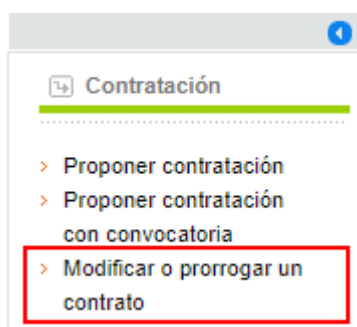 Contratación
Proponer contratación
Proponer contratación
con convocatoria
Modificar o prorrogar un
contrato